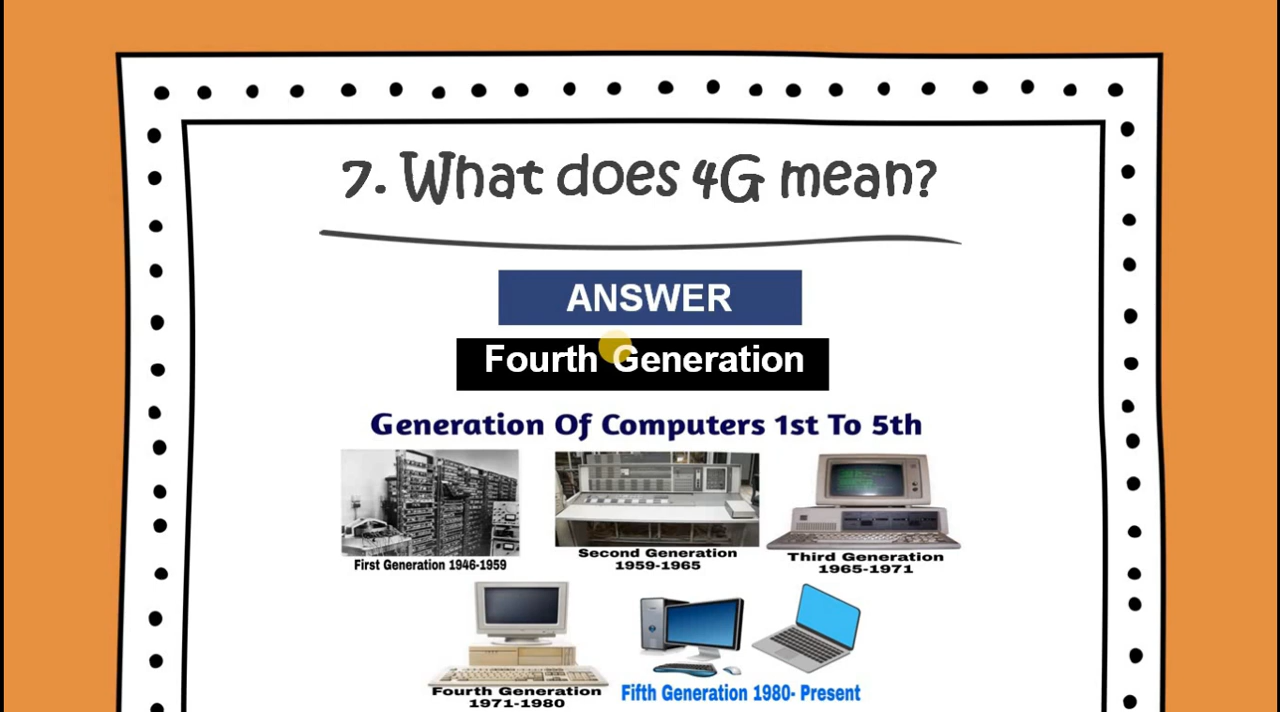 7. What does 4G mean?
ANSWER
Fourth Generation
Generation Of Computers 1st To 5th
First Generation 1946-1959
Second Generation
1959-1965
Third Generation
1965-1971
Fourth Generation
1971-1980
Fifth Generation 1980- Present